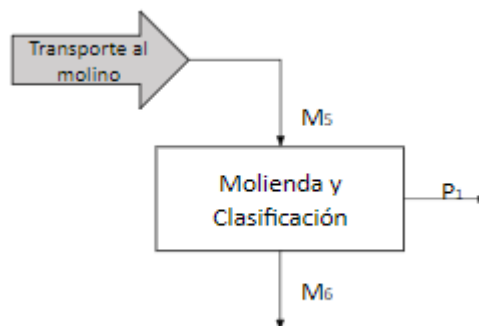 Transporte al
molino
M₅
Molienda y
Clasificación
P₁
M₆